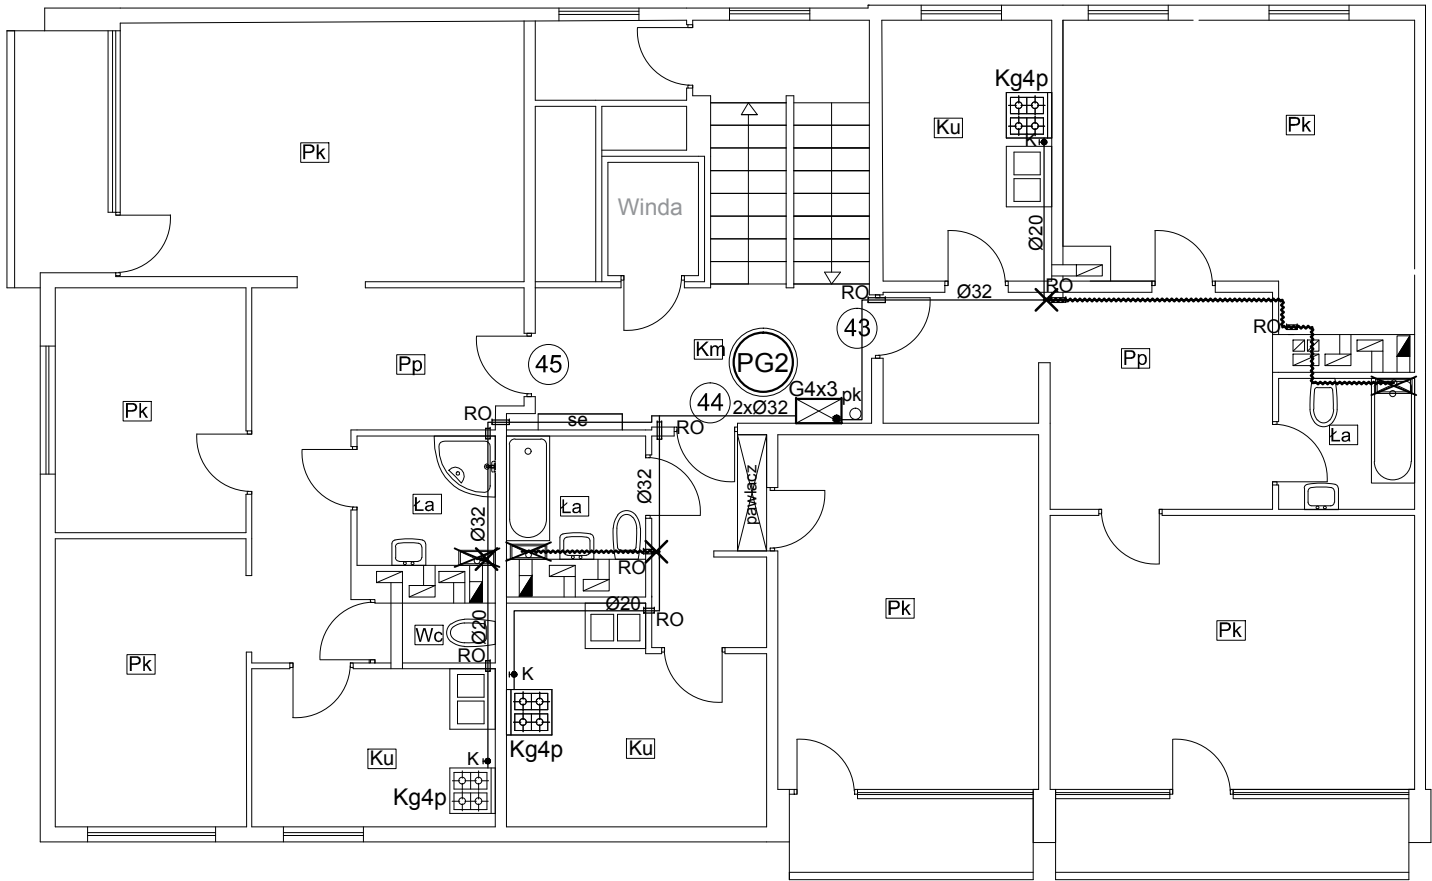 Kg4p
Ku
K
Pk
Pk
Winda
Ø20
RO
Ø32
RO
RO
43
Km
PG2
Pp
45
Pp
G4x3
pk
44
2xØ32
Pk
RO
se
RO
Ła
pawlacz
Ø32
Ła
Ła
Ø32
RO
Ø20
RO
Pk
Pk
Wc
Ø20
RO
Pk
K
Ku
Kg4p
Ku
K
Kg4p